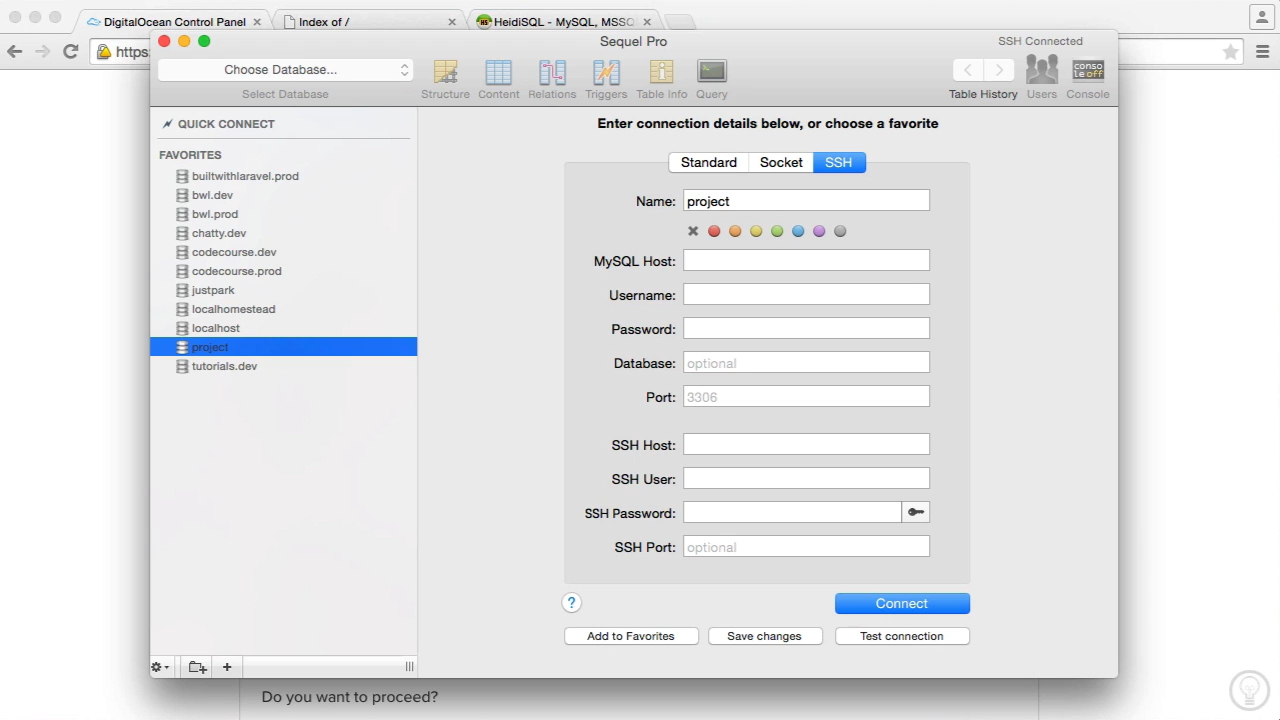 DigitalOcean Control Panel
Index of /
HeidiSQL - MySQL, MSSQ
https:
Sequel Pro
SSH Connected
Choose Database...
Select Database
Structure
Content
Relations
Triggers
Table Info
Query
Table History
Users
Console
conso
le off
QUICK CONNECT
FAVORITES
builtwithlaravel.prod
bwl.dev
bwl.prod
chatty.dev
codecourse.dev
codecourse.prod
justpark
localhomestead
localhost
project
tutorials.dev
Enter connection details below, or choose a favorite
Standard
Socket
SSH
Name: project
MySQL Host:
Username:
Password:
Database: optional
Port: 3306
SSH Host:
SSH User:
SSH Password:
SSH Port: optional
?
Connect
Add to Favorites
Save changes
Test connection
Do you want to proceed?